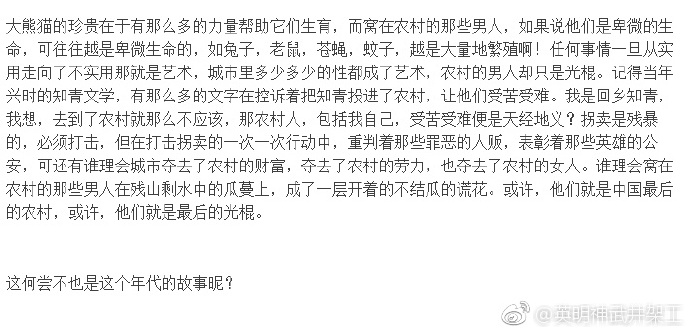 大熊猫的珍贵在于有那么多的力量帮助它们生育，而窝在农村的那些男人，如果说他们是卑微的生
命，可往往越是卑微生命的，如兔子，老鼠，苍蝇，蚊子，越是大量地繁殖啊！任何事情一旦从实
用走向了不实用那就是艺术，城市里多少多少的性都成了艺术，农村的男人却只是光棍。记得当年
兴时的知青文学，有那么多的文字在控诉着把知青投进了农村，让他们受苦受难。我是回乡知青，
我想，去到了农村就那么不应该，那农村人，包括我自己，受苦受难便是天经地义？拐卖是残暴
的，必须打击，但在打击拐卖的一次一次行动中，重判着那些罪恶的人贩，表彰着那些英雄的公
安，可还有谁理会城市夺去了农村的财富，夺去了农村的劳力，也夺去了农村的女人。谁理会窝在
农村的那些男人在残山剩水中的瓜蔓上，成了一层开着的不结瓜的谎花。或许，他们就是中国最后
的农村，或许，他们就是最后的光棍。
这何尝不也是这个年代的故事呢？
@英明神武井架工